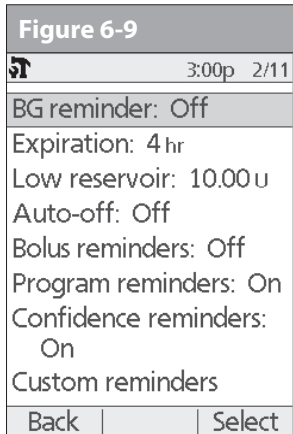 Figure 6-9
3:00p 2/11
BG reminder: Off
Expiration: 4 hr
Low reservoir: 10.00 U
Auto-off: Off
Bolus reminders: Off
Program reminders: On
Confidence reminders:
On
Custom reminders
Back Select